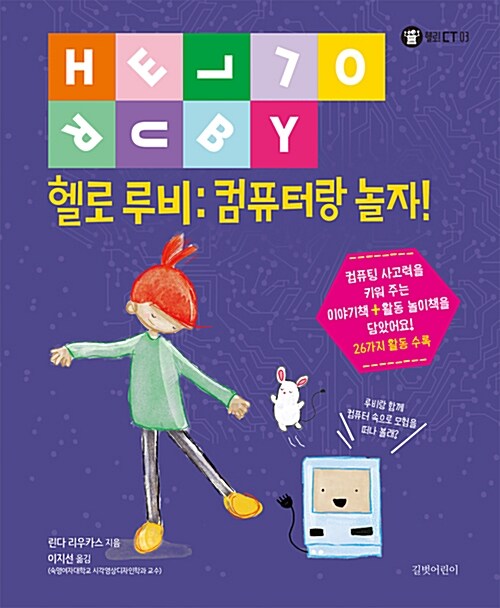 헬로! CT 03
HELLO
RUBY
헬로 루비: 컴퓨터랑 놀자!
컴퓨팅 사고력을
키워 주는
이야기책 + 활동 놀이책을
담았어요!
26가지 활동 수록
루비랑 함께
컴퓨터 속으로 모험을
떠나 볼래?
린다 리우카스 지음
이지선 옮김
(숙명여자대학교 시각영상디자인학과 교수)
길벗어린이